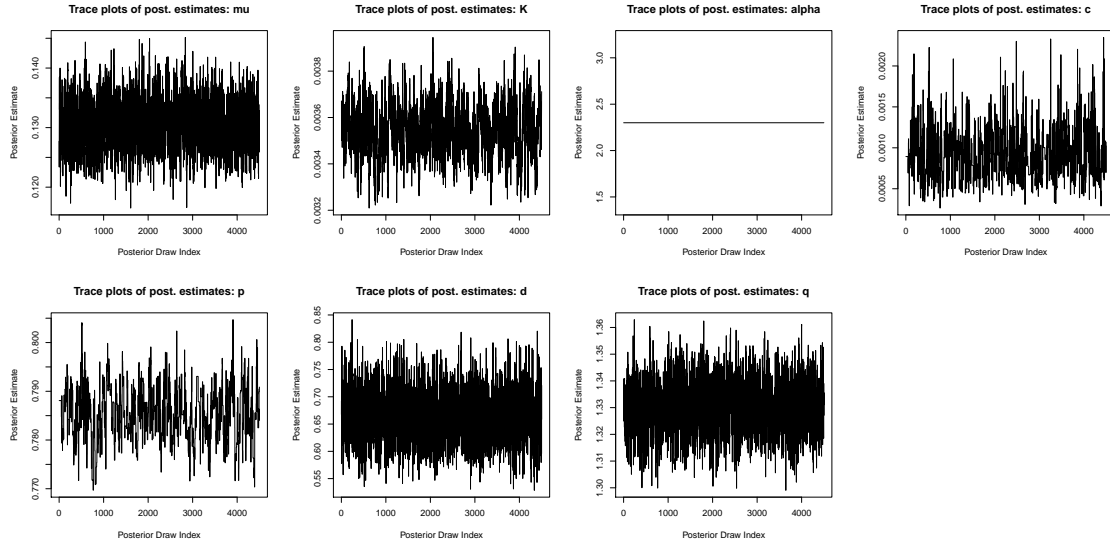 Trace plots of post. estimates: mu
Posterior Estimate
0.120 0.130 0.140
0 1000 2000 3000 4000
Posterior Draw Index
Trace plots of post. estimates: K
Posterior Estimate
0.0032 0.0034 0.0036 0.0038
0 1000 2000 3000 4000
Posterior Draw Index
Trace plots of post. estimates: alpha
Posterior Estimate
1.5 2.0 2.5 3.0
0 1000 2000 3000 4000
Posterior Draw Index
Trace plots of post. estimates: c
Posterior Estimate
0.0005 0.0010 0.0015 0.0020
0 1000 2000 3000 4000
Posterior Draw Index
Trace plots of post. estimates: p
Posterior Estimate
0.770 0.780 0.790 0.800
0 1000 2000 3000 4000
Posterior Draw Index
Trace plots of post. estimates: d
Posterior Estimate
0.55 0.60 0.65 0.70 0.75 0.80 0.85
0 1000 2000 3000 4000
Posterior Draw Index
Trace plots of post. estimates: q
Posterior Estimate
1.30 1.31 1.32 1.33 1.34 1.35 1.36
0 1000 2000 3000 4000
Posterior Draw Index